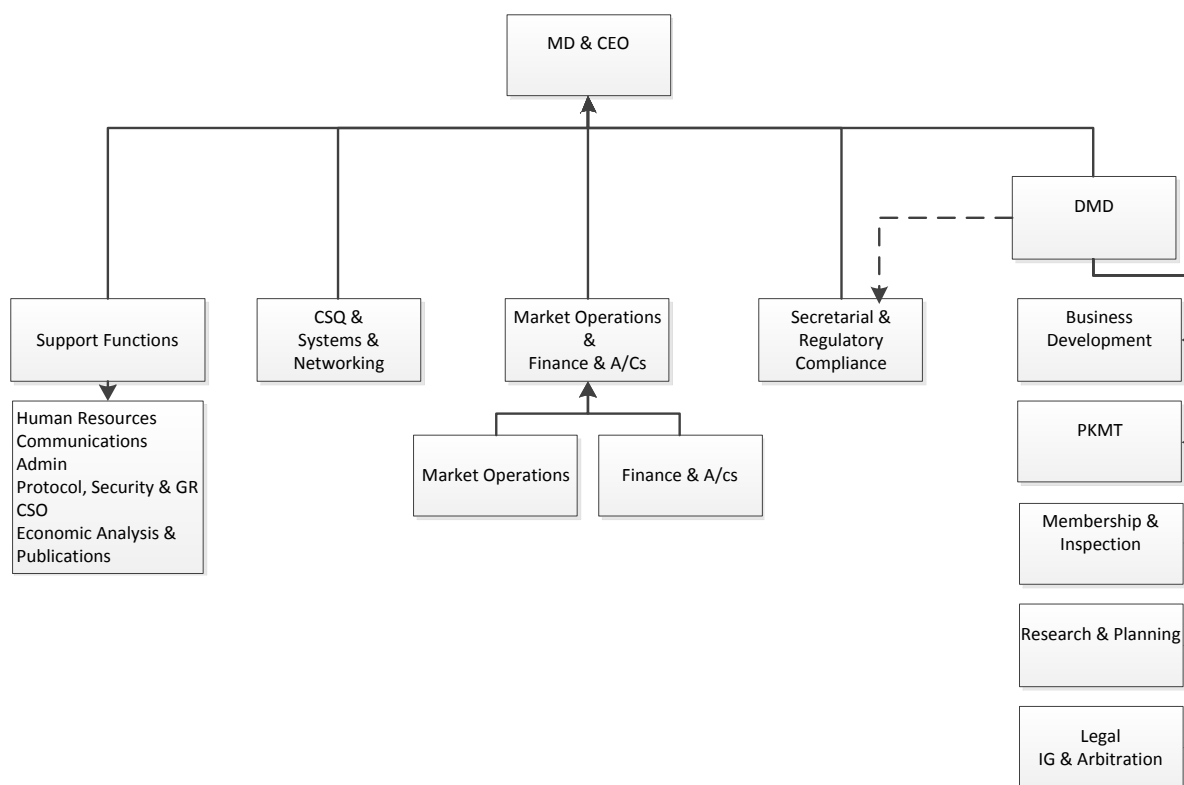 MD & CEO
DMD
Support Functions
CSQ &
Systems &
Networking
Market Operations
&
Finance & A/Cs
Secretarial &
Regulatory
Compliance
Business
Development
Human Resources
Communications
Admin
Protocol, Security & GR
CSO
Economic Analysis &
Publications
Market Operations
Finance & A/cs
PKMT
Membership &
Inspection
Research & Planning
Legal
IG & Arbitration